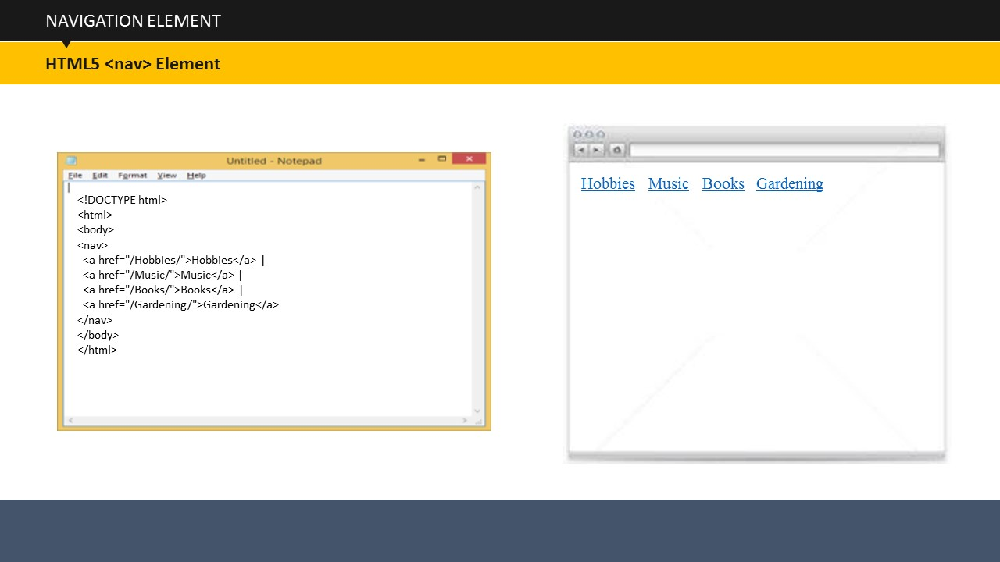 NAVIGATION ELEMENT
HTML5 <nav> Element
Untitled - Notepad
File Edit Format View Help
<!DOCTYPE html>
<html>
<body>
<nav>
<a href="/Hobbies/">Hobbies</a> |
<a href="/Music/">Music</a> |
<a href="/Books/">Books</a> |
<a href="/Gardening/">Gardening</a>
</nav>
</body>
</html>
Hobbies Music Books Gardening